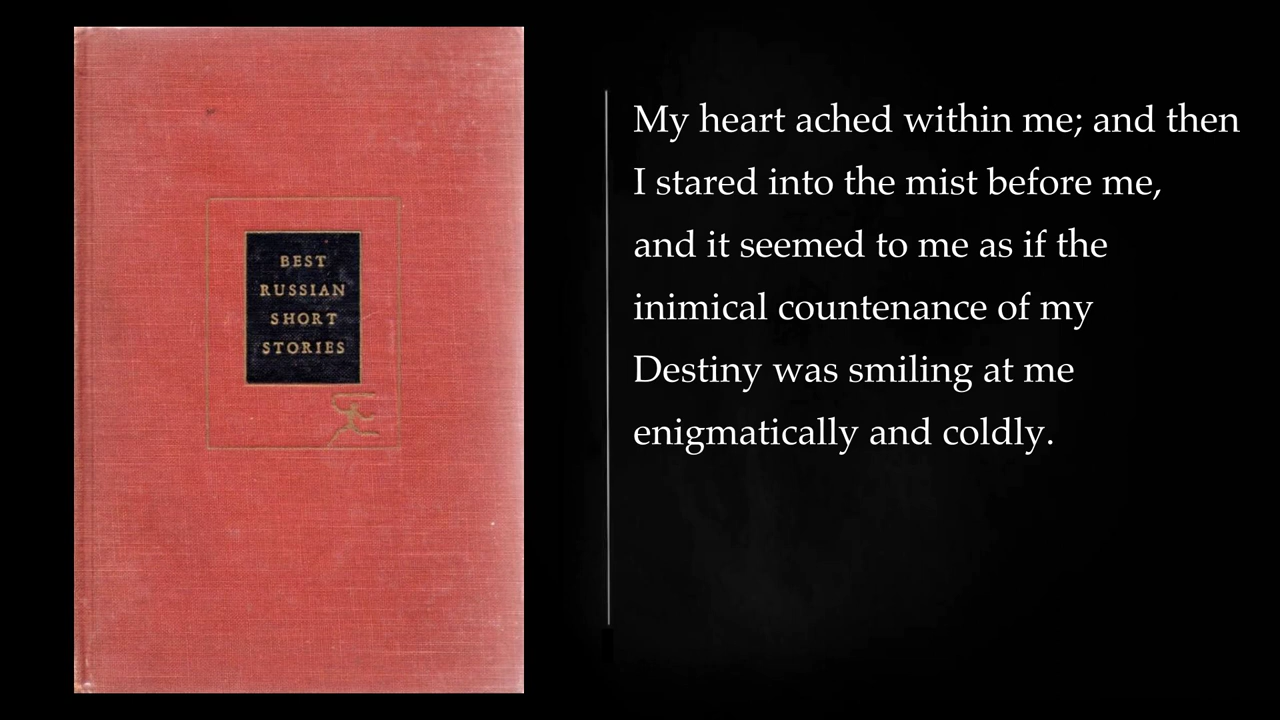 BEST
RUSSIAN
SHORT
STORIES
My heart ached within me; and then
I stared into the mist before me,
and it seemed to me as if the
inimical countenance of my
Destiny was smiling at me
enigmatically and coldly.